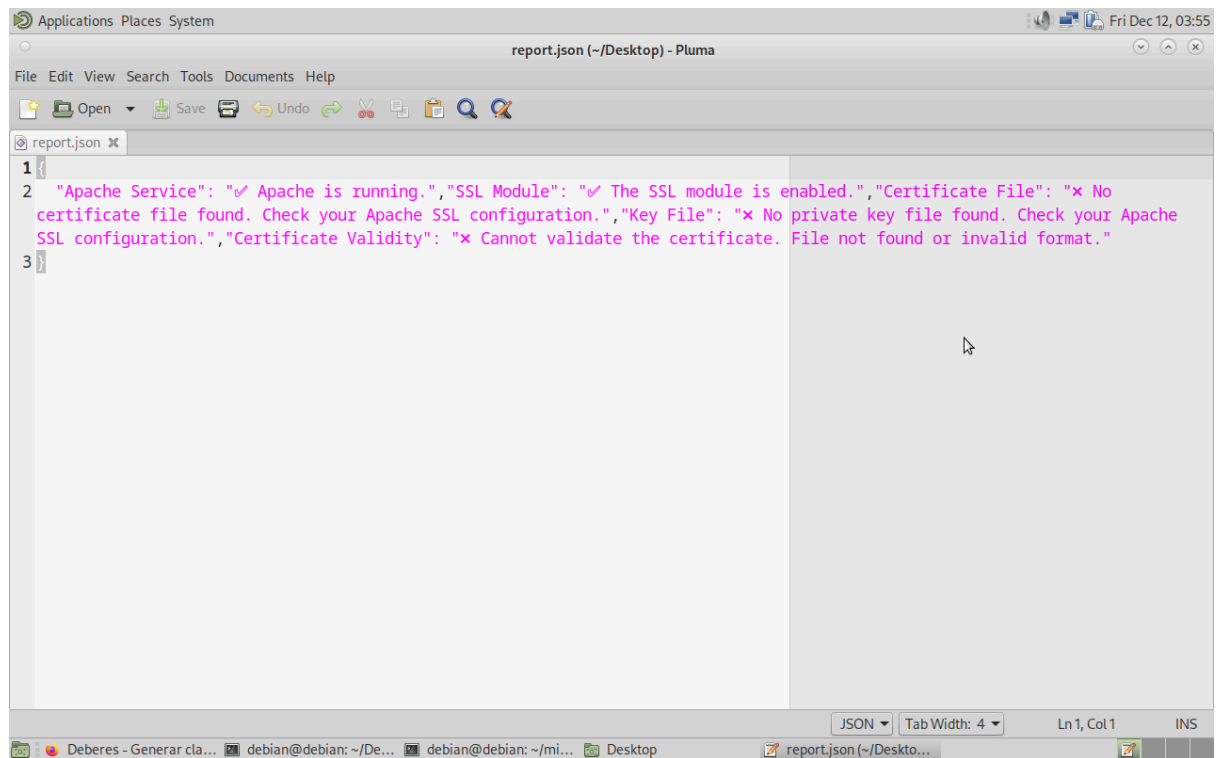 Applications Places System
Fri Dec 12, 03:55
report.json (~/Desktop) - Pluma
File Edit View Search Tools Documents Help
Open Save Undo
report.json
1 {
2 "Apache Service": "✅ Apache is running.","SSL Module": "✅ The SSL module is enabled.","Certificate File": "❌ No
certificate file found. Check your Apache SSL configuration.","Key File": "❌ No private key file found. Check your Apache
SSL configuration.","Certificate Validity": "❌ Cannot validate the certificate. File not found or invalid format."
3 }
JSON Tab Width: 4 Ln 1, Col 1 INS
Deberes - Generar cla... debian@debian: ~/De... debian@debian: ~/mi... Desktop report.json (~/Deskto...